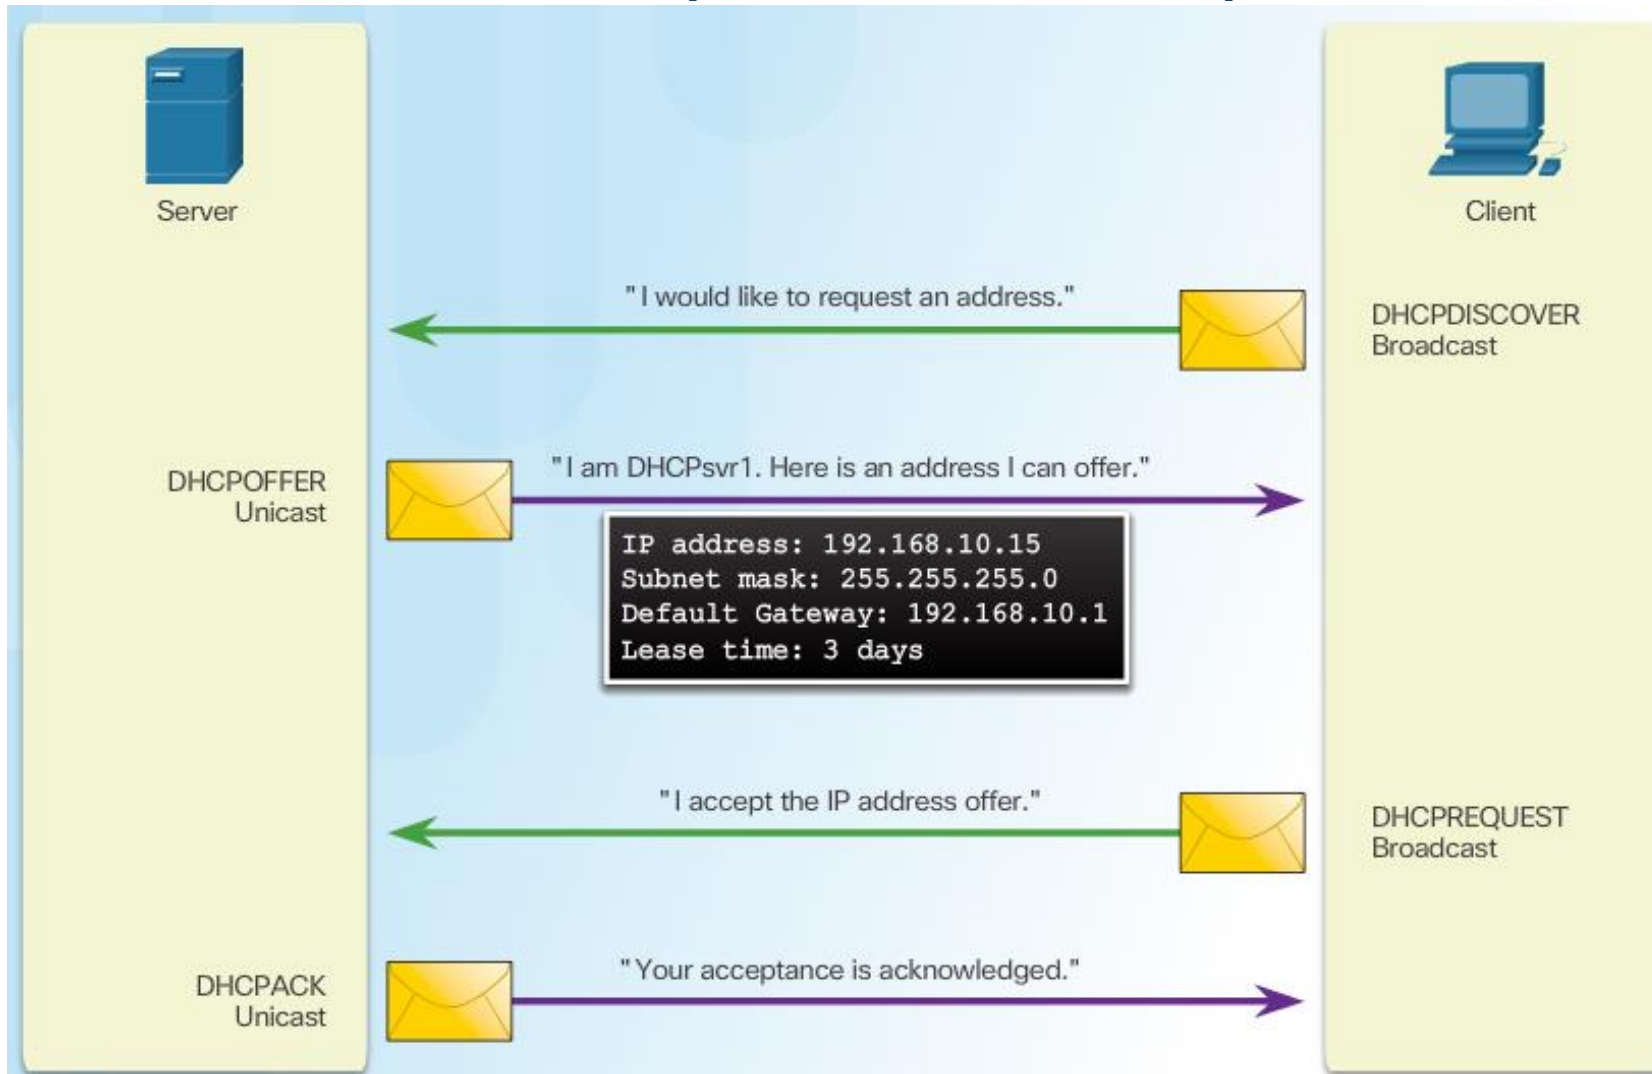 Server
Client
"I would like to request an address."
DHCPDISCOVER
Broadcast
DHCPOFFER
Unicast
"I am DHCPsvr1. Here is an address I can offer."
IP address: 192.168.10.15
Subnet mask: 255.255.255.0
Default Gateway: 192.168.10.1
Lease time: 3 days
"I accept the IP address offer."
DHCPREQUEST
Broadcast
DHCPACK
Unicast
"Your acceptance is acknowledged."